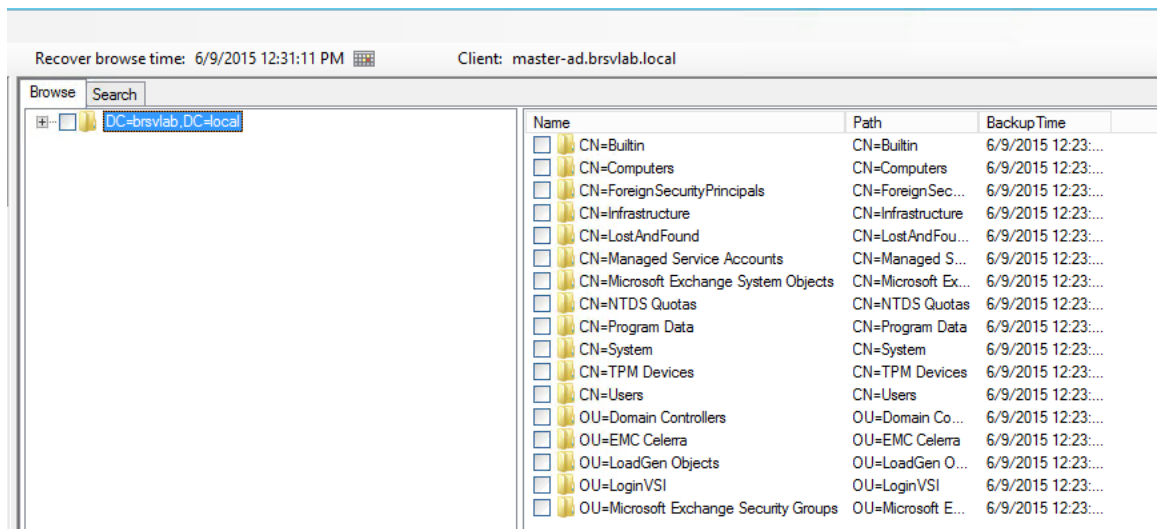 Recover browse time: 6/9/2015 12:31:11 PM Client: master-ad.brsvlab.local
Browse Search
DC=brsvlab,DC=local
Name Path Backup Time
CN=Builtin CN=Builtin 6/9/2015 12:23:...
CN=Computers CN=Computers 6/9/2015 12:23:...
CN=ForeignSecurityPrincipals CN=ForeignSec... 6/9/2015 12:23:...
CN=Infrastructure CN=Infrastructure 6/9/2015 12:23:...
CN=LostAndFound CN=LostAndFou... 6/9/2015 12:23:...
CN=Managed Service Accounts CN=Managed S... 6/9/2015 12:23:...
CN=Microsoft Exchange System Objects CN=Microsoft Ex... 6/9/2015 12:23:...
CN=NTDS Quotas CN=NTDS Quotas 6/9/2015 12:23:...
CN=Program Data CN=Program Data 6/9/2015 12:23:...
CN=System CN=System 6/9/2015 12:23:...
CN=TPM Devices CN=TPM Devices 6/9/2015 12:23:...
CN=Users CN=Users 6/9/2015 12:23:...
OU=Domain Controllers OU=Domain Co... 6/9/2015 12:23:...
OU=EMC Celerra OU=EMC Celerra 6/9/2015 12:23:...
OU=LoadGen Objects OU=LoadGen O... 6/9/2015 12:23:...
OU=LoginVSI OU=LoginVSI 6/9/2015 12:23:...
OU=Microsoft Exchange Security Groups OU=Microsoft E... 6/9/2015 12:23:...